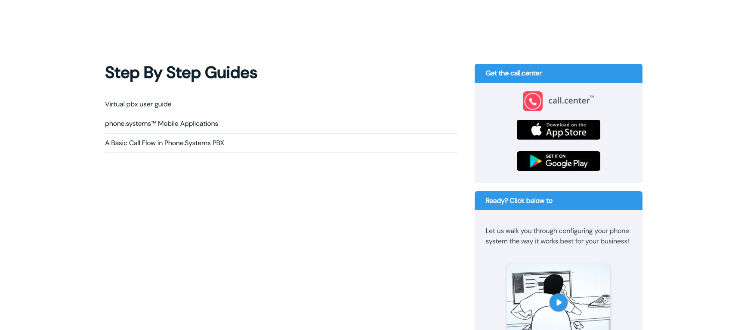 Step By Step Guides
Virtual pbx user guide
phone.systems™ Mobile Applications
A Basic Call Flow in Phone.Systems PBX
Get the call.center
call.center™
Download on the
App Store
GET IT ON
Google Play
Ready? Click below to
Let us walk you through configuring your phone
system the way it works best for your business!